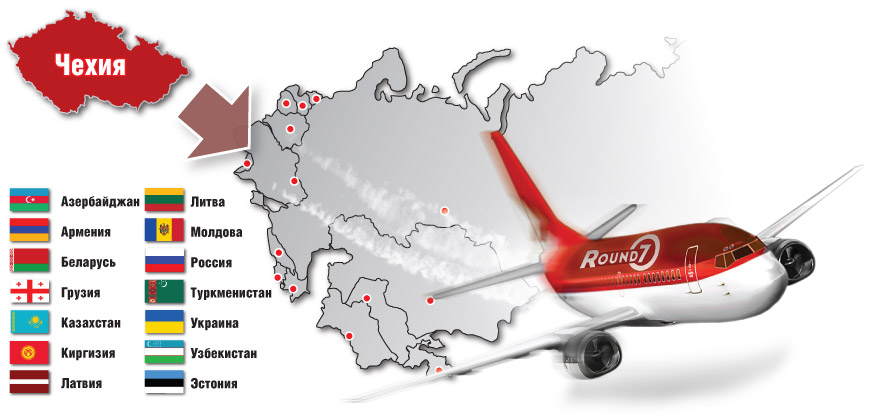 Чехия
Азербайджан
Армения
Беларусь
Грузия
Казахстан
Киргизия
Латвия
Литва
Молдова
Россия
Туркменистан
Украина
Узбекистан
Эстония
ROUND7